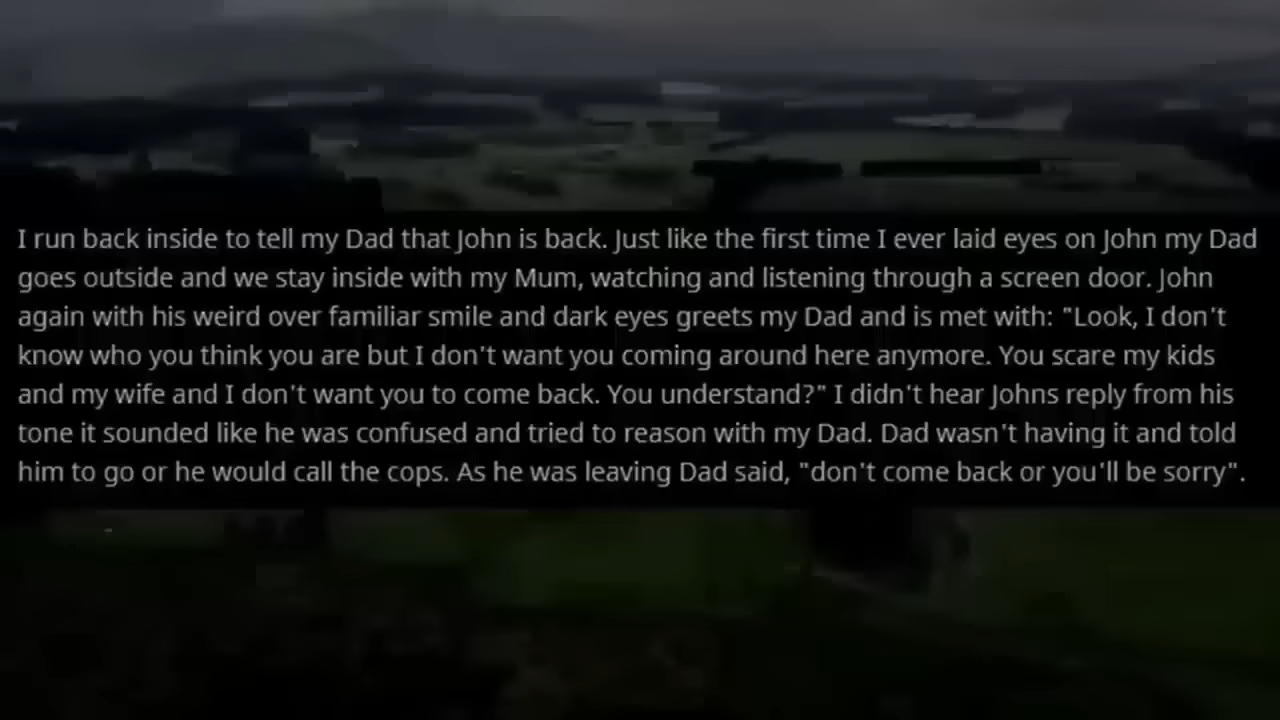 I run back inside to tell my Dad that John is back. Just like the first time I ever laid eyes on John my Dad
goes outside and we stay inside with my Mum, watching and listening through a screen door. John
again with his weird over familiar smile and dark eyes greets my Dad and is met with: "Look, I don't
know who you think you are but I don't want you coming around here anymore. You scare my kids
and my wife and I don't want you to come back. You understand?" I didn't hear Johns reply from his
tone it sounded like he was confused and tried to reason with my Dad. Dad wasn't having it and told
him to go or he would call the cops. As he was leaving Dad said, "don't come back or you'll be sorry".